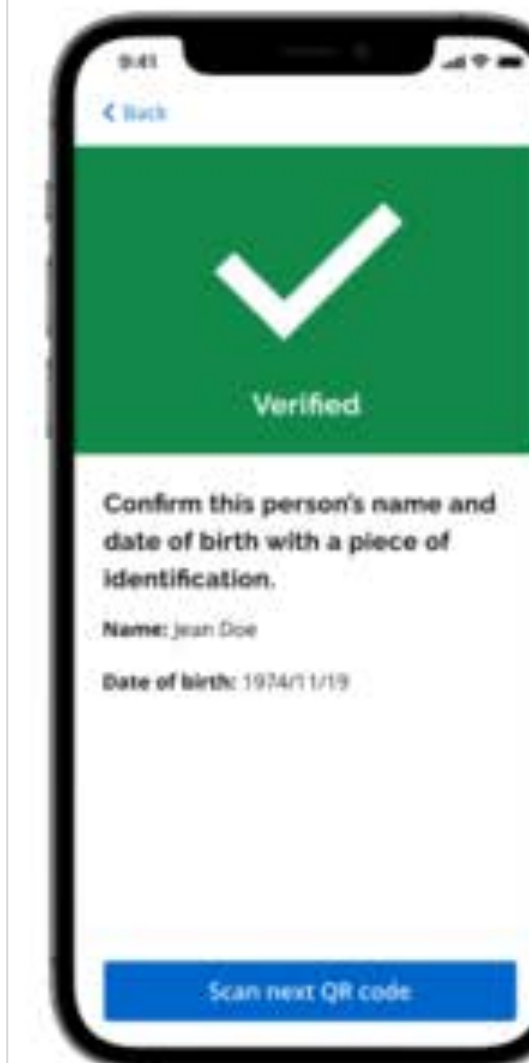 9:41
Back
Verified
Confirm this person's name and
date of birth with a piece of
identification.
Name: Jean Doe
Date of birth: 1974/11/19
Scan next QR code